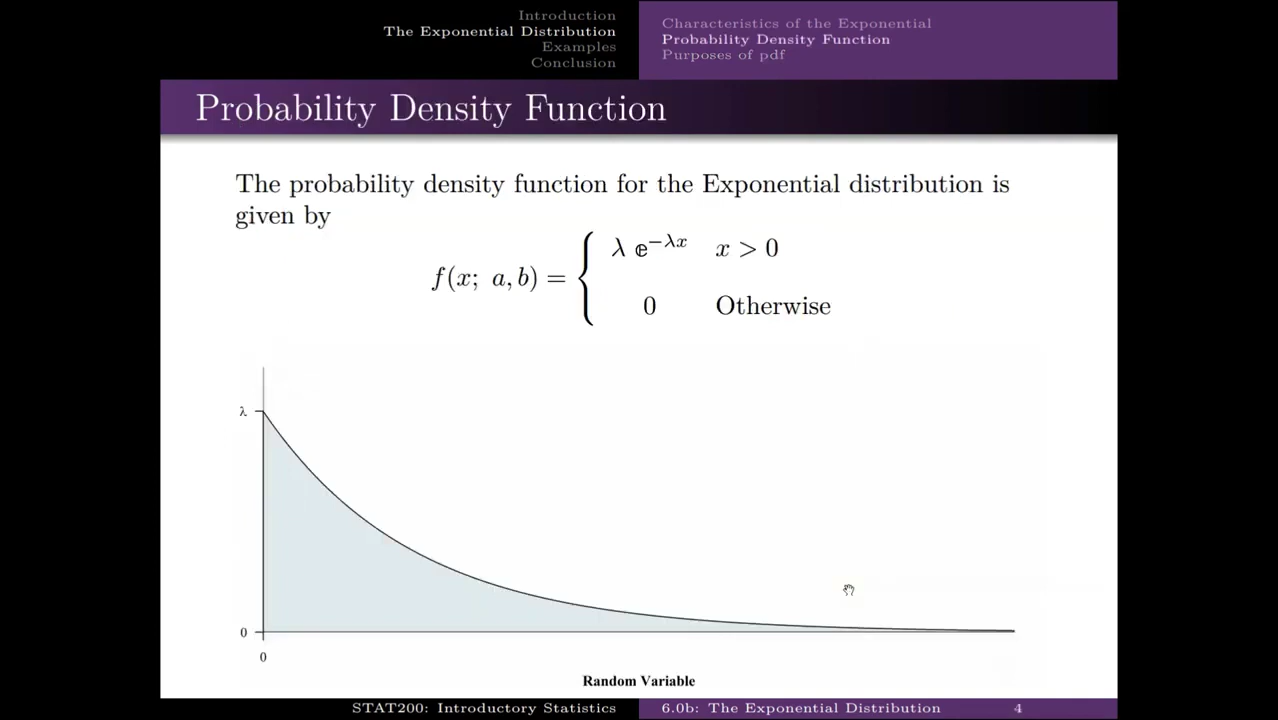 Introduction
The Exponential Distribution
Examples
Conclusion
Characteristics of the Exponential
Probability Density Function
Purposes of pdf
Probability Density Function
The probability density function for the Exponential distribution is
given by
f(x; a, b) = { λ e^{−λx} x > 0
0 Otherwise
λ
0
0
Random Variable
STAT200: Introductory Statistics
6.0b: The Exponential Distribution
4